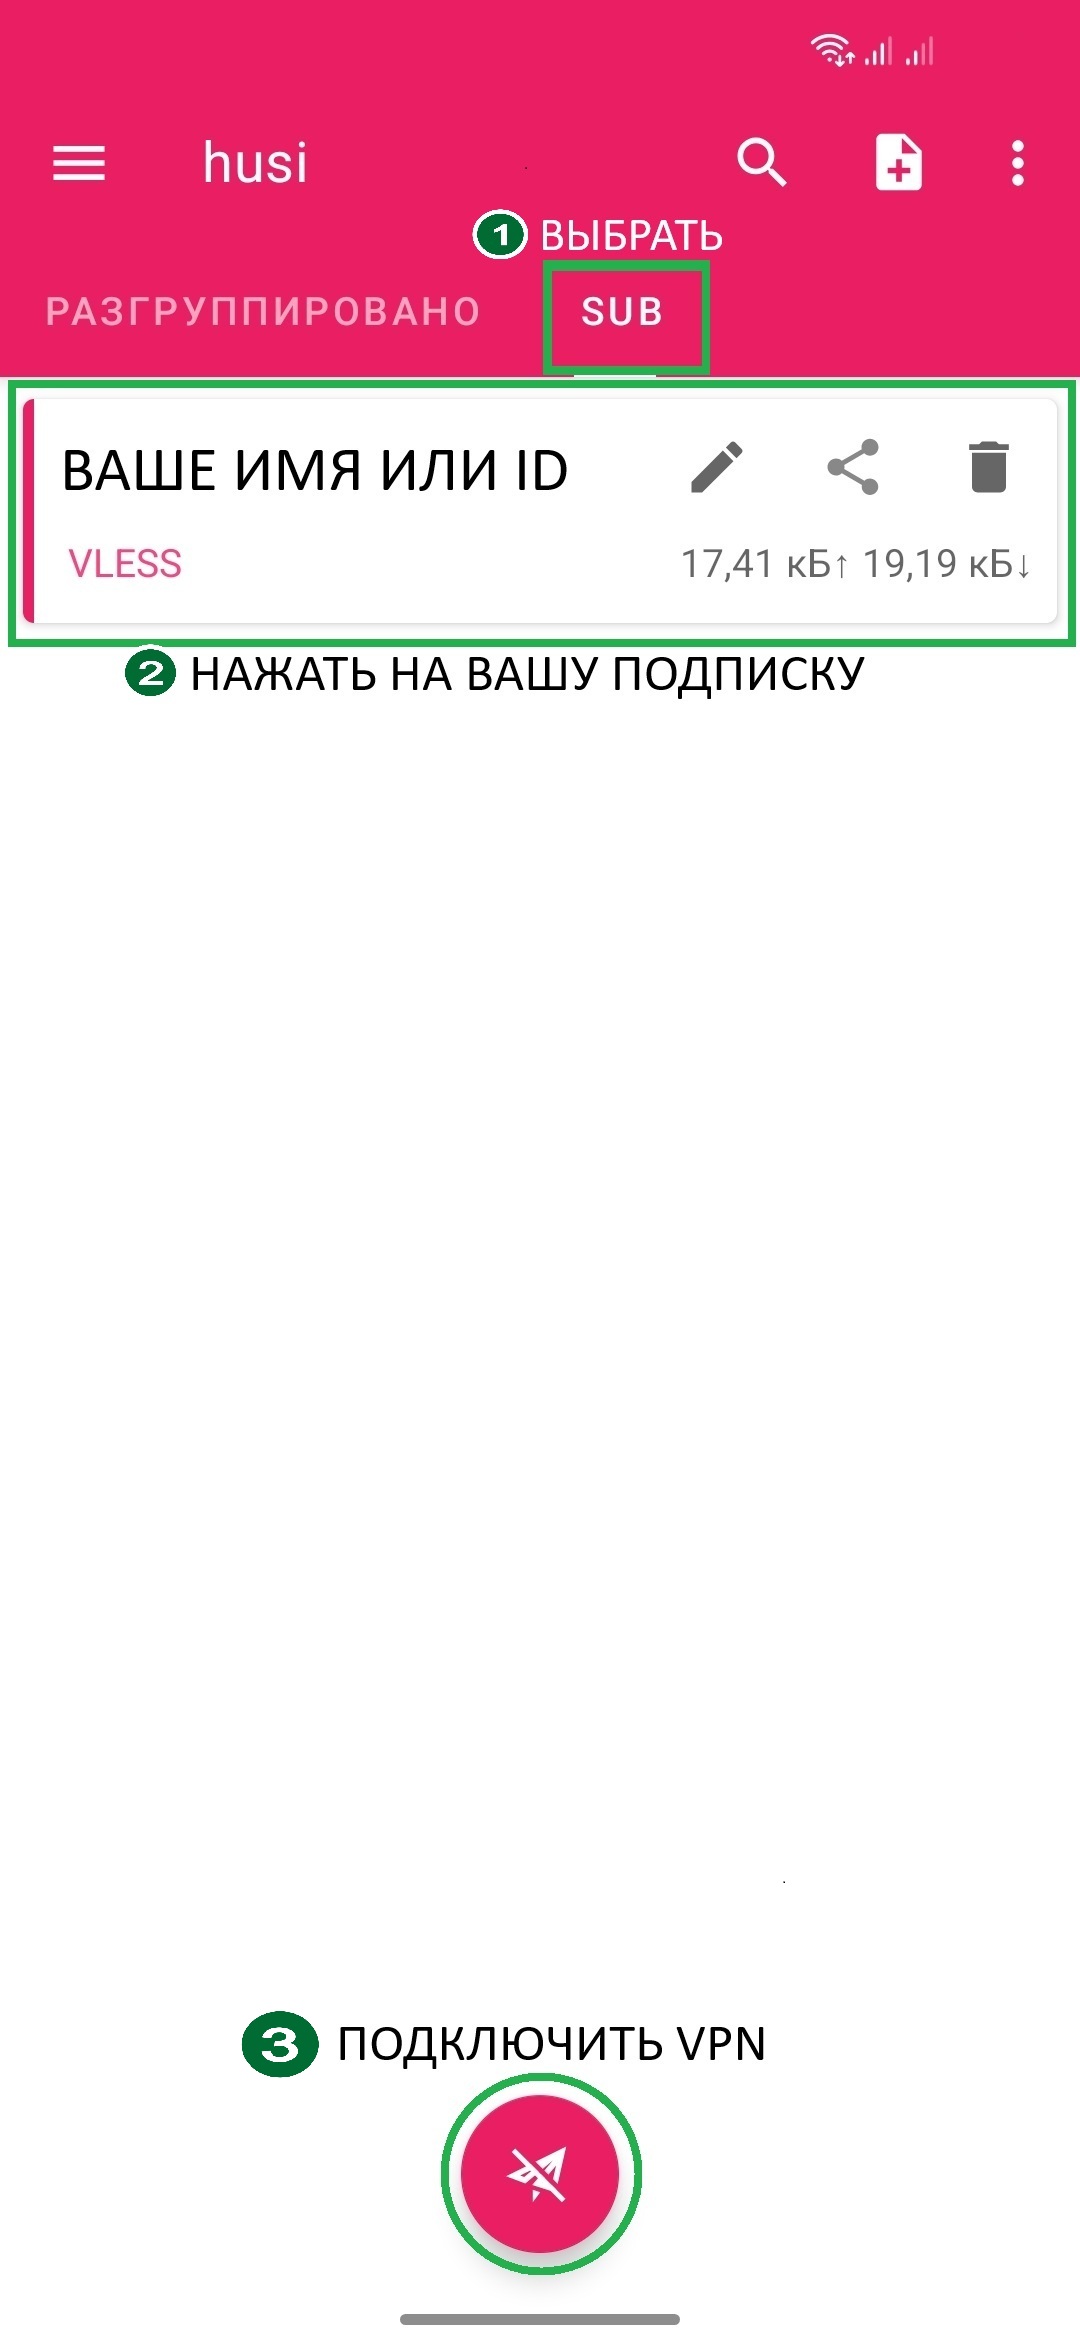 husi
1 ВЫБРАТЬ
РАЗГРУППИРОВАНО SUB
ВАШЕ ИМЯ ИЛИ ID
VLESS 17,41 кБ↑ 19,19 кБ↓
2 НАЖАТЬ НА ВАШУ ПОДПИСКУ
3 ПОДКЛЮЧИТЬ VPN